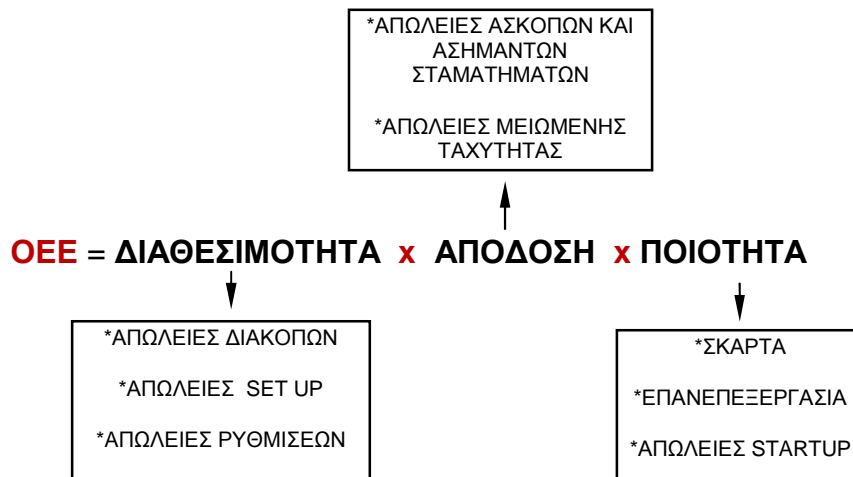 *ΑΠΩΛΕΙΕΣ ΑΣΚΟΠΩΝ ΚΑΙ
ΑΣΗΜΑΝΤΩΝ
ΣΤΑΜΑΤΗΜΑΤΩΝ
*ΑΠΩΛΕΙΕΣ ΜΕΙΩΜΕΝΗΣ
ΤΑΧΥΤΗΤΑΣ
ΟΕΕ = ΔΙΑΘΕΣΙΜΟΤΗΤΑ x ΑΠΟΔΟΣΗ x ΠΟΙΟΤΗΤΑ
*ΑΠΩΛΕΙΕΣ ΔΙΑΚΟΠΩΝ
*ΑΠΩΛΕΙΕΣ SET UP
*ΑΠΩΛΕΙΕΣ ΡΥΘΜΙΣΕΩΝ
*ΣΚΑΡΤΑ
*ΕΠΑΝΕΠΕΞΕΡΓΑΣΙΑ
*ΑΠΩΛΕΙΕΣ STARTUP